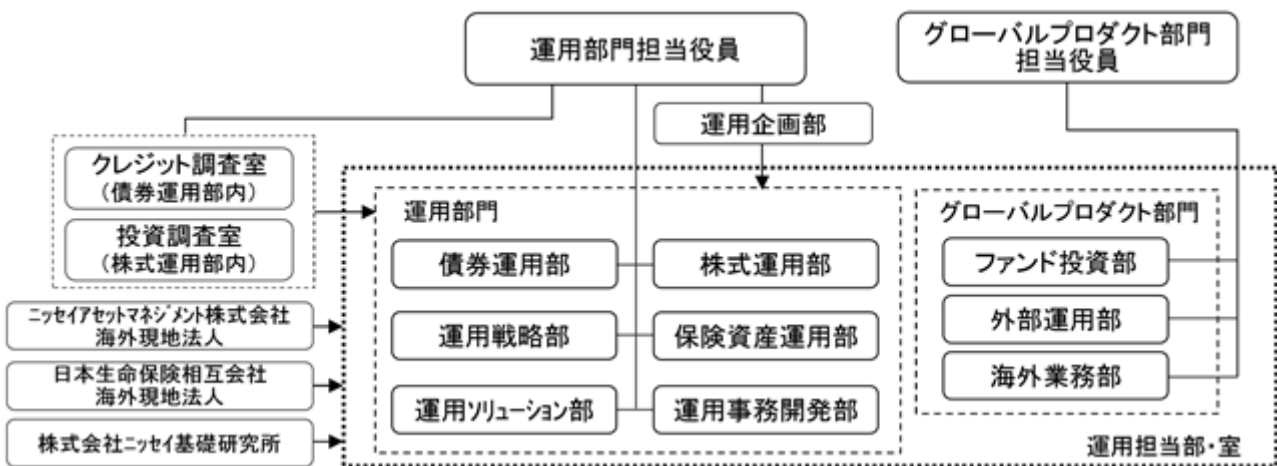 運用部門担当役員
グローバルプロダクト部門
担当役員
運用企画部
クレジット調査室
（債券運用部内）
投資調査室
（株式運用部内）
ニッセイアセットマネジメント株式会社
海外現地法人
日本生命保険相互会社
海外現地法人
株式会社ニッセイ基礎研究所
運用部門
債券運用部
株式運用部
運用戦略部
保険資産運用部
運用ソリューション部
運用事務開発部
グローバルプロダクト部門
ファンド投資部
外部運用部
海外業務部
運用担当部・室